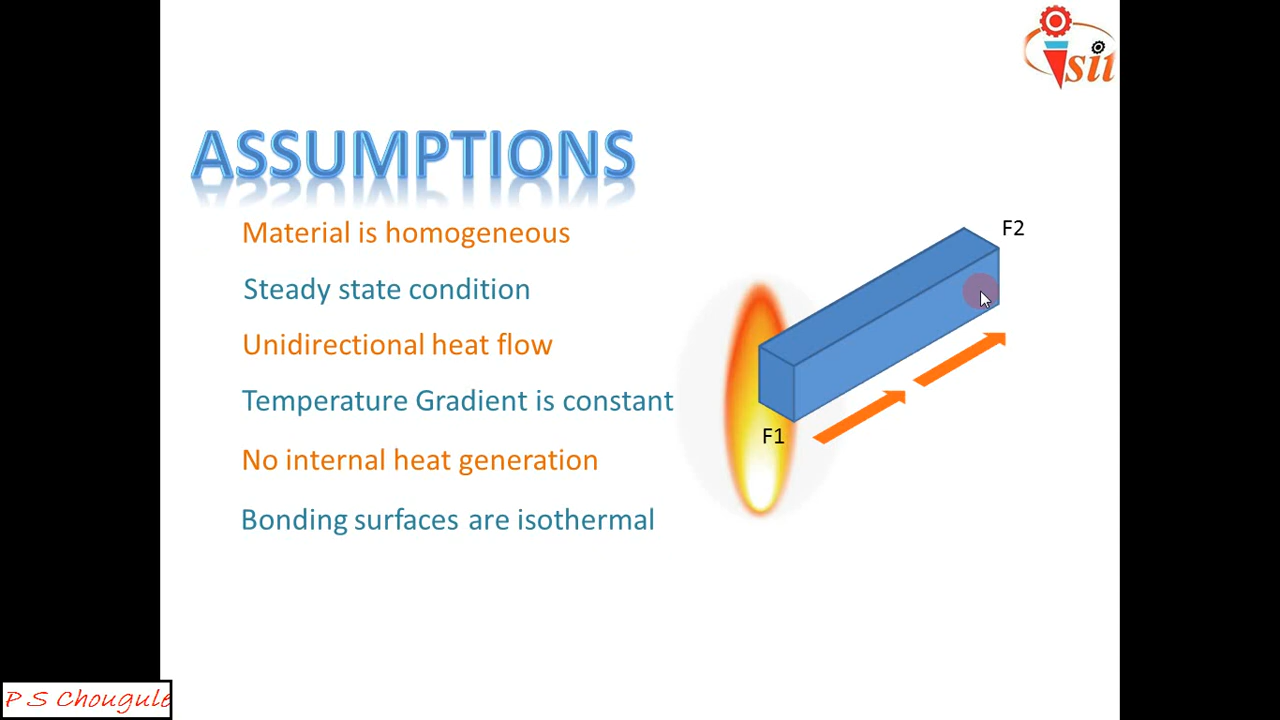 sil
ASSUMPTIONS
Material is homogeneous
Steady state condition
Unidirectional heat flow
Temperature Gradient is constant
No internal heat generation
Bonding surfaces are isothermal
F2
F1
P S Chougule